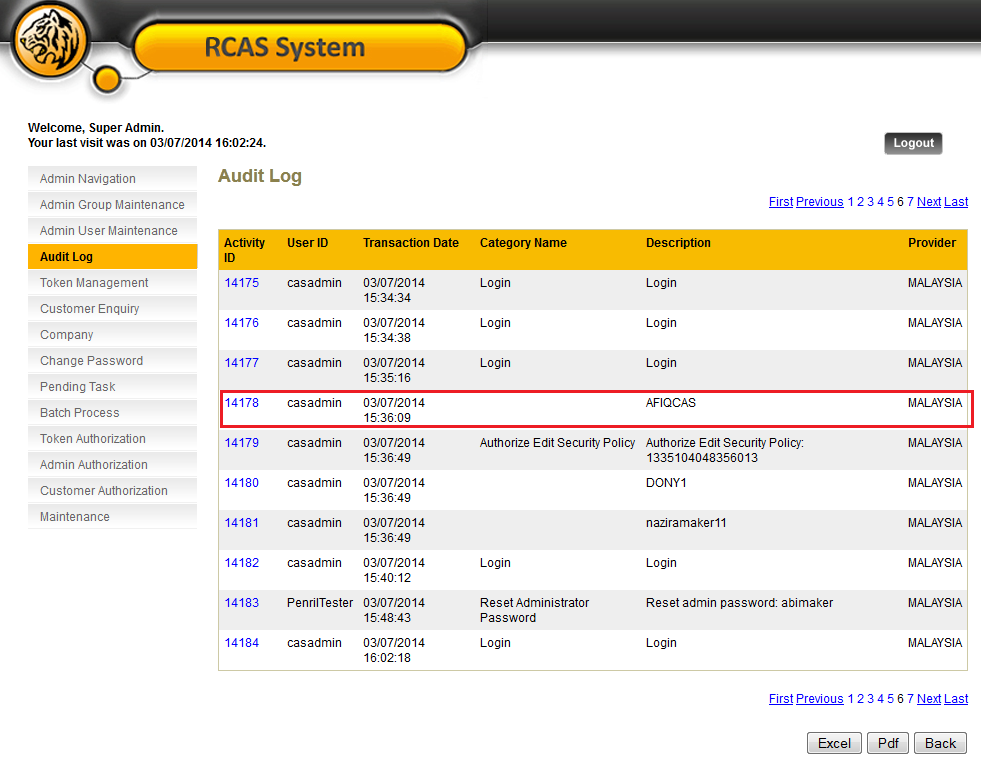 RCAS System
Welcome, Super Admin.
Your last visit was on 03/07/2014 16:02:24.
Logout
Admin Navigation
Admin Group Maintenance
Admin User Maintenance
Audit Log
Token Management
Customer Enquiry
Company
Change Password
Pending Task
Batch Process
Token Authorization
Admin Authorization
Customer Authorization
Maintenance
Audit Log
First Previous 1 2 3 4 5 6 7 Next Last
Activity ID User ID Transaction Date Category Name Description Provider
14175 casadmin 03/07/2014 15:34:34 Login Login MALAYSIA
14176 casadmin 03/07/2014 15:34:38 Login Login MALAYSIA
14177 casadmin 03/07/2014 15:35:16 Login Login MALAYSIA
14178 casadmin 03/07/2014 15:36:09 AFIQCAS MALAYSIA
14179 casadmin 03/07/2014 15:36:49 Authorize Edit Security Policy Authorize Edit Security Policy: 1335104048356013 MALAYSIA
14180 casadmin 03/07/2014 15:36:49 DONY1 MALAYSIA
14181 casadmin 03/07/2014 15:36:49 naziramaker11 MALAYSIA
14182 casadmin 03/07/2014 15:40:12 Login Login MALAYSIA
14183 PenrilTester 03/07/2014 15:48:43 Reset Administrator Password Reset admin password: abimaker MALAYSIA
14184 casadmin 03/07/2014 16:02:18 Login Login MALAYSIA
First Previous 1 2 3 4 5 6 7 Next Last
Excel Pdf Back